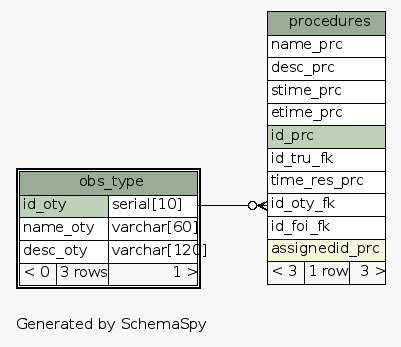 procedures
name_prc
desc_prc
stime_prc
etime_prc
id_prc
id_tru_fk
time_res_prc
id_oty_fk
id_foi_fk
assignedid_prc
< 3 1 row 3 >
obs_type
id_oty serial[10]
name_oty varchar[60]
desc_oty varchar[120]
< 0 3 rows 1 >
Generated by SchemaSpy